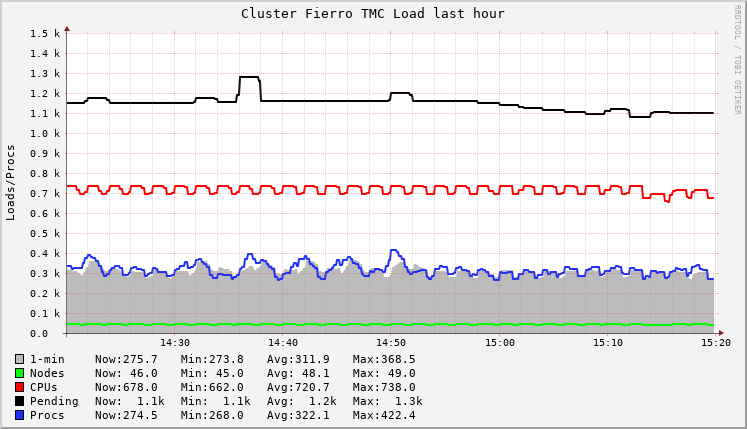 Cluster Fierro TMC Load last hour
RRDTOOL / TOBI OETIKER
Loads/Procs
1.5 k
1.4 k
1.3 k
1.2 k
1.1 k
1.0 k
0.9 k
0.8 k
0.7 k
0.6 k
0.5 k
0.4 k
0.3 k
0.2 k
0.1 k
0.0
14:30 14:40 14:50 15:00 15:10 15:20
1-min Now:275.7 Min:273.8 Avg:311.9 Max:368.5
Nodes Now: 46.0 Min: 45.0 Avg: 48.1 Max: 49.0
CPUs Now:678.0 Min:662.0 Avg:720.7 Max:738.0
Pending Now: 1.1k Min: 1.1k Avg: 1.2k Max: 1.3k
Procs Now:274.5 Min:268.0 Avg:322.1 Max:422.4